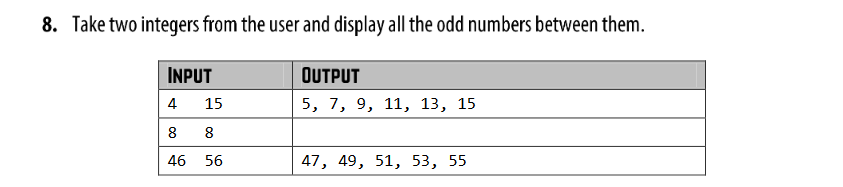 8. Take two integers from the user and display all the odd numbers between them.
INPUT OUTPUT
4 15 5, 7, 9, 11, 13, 15
8 8
46 56 47, 49, 51, 53, 55